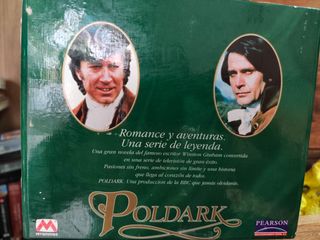 Romance y aventuras.
Una serie de leyenda.
Una gran novela del famoso escritor Winston Graham convertida
en una serie de televisión de gran éxito.
Pasiones sin freno, ambiciones sin límite y una historia
que llega al corazón de todos.
POLDARK. Una producción de la BBC que jamás olvidarás.
POLDARK
PEARSON